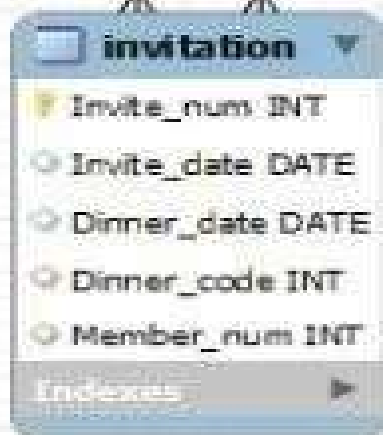 invitation
Invite_num INT
Invite_date DATE
Dinner_date DATE
Dinner_code INT
Member_num INT
Indexes